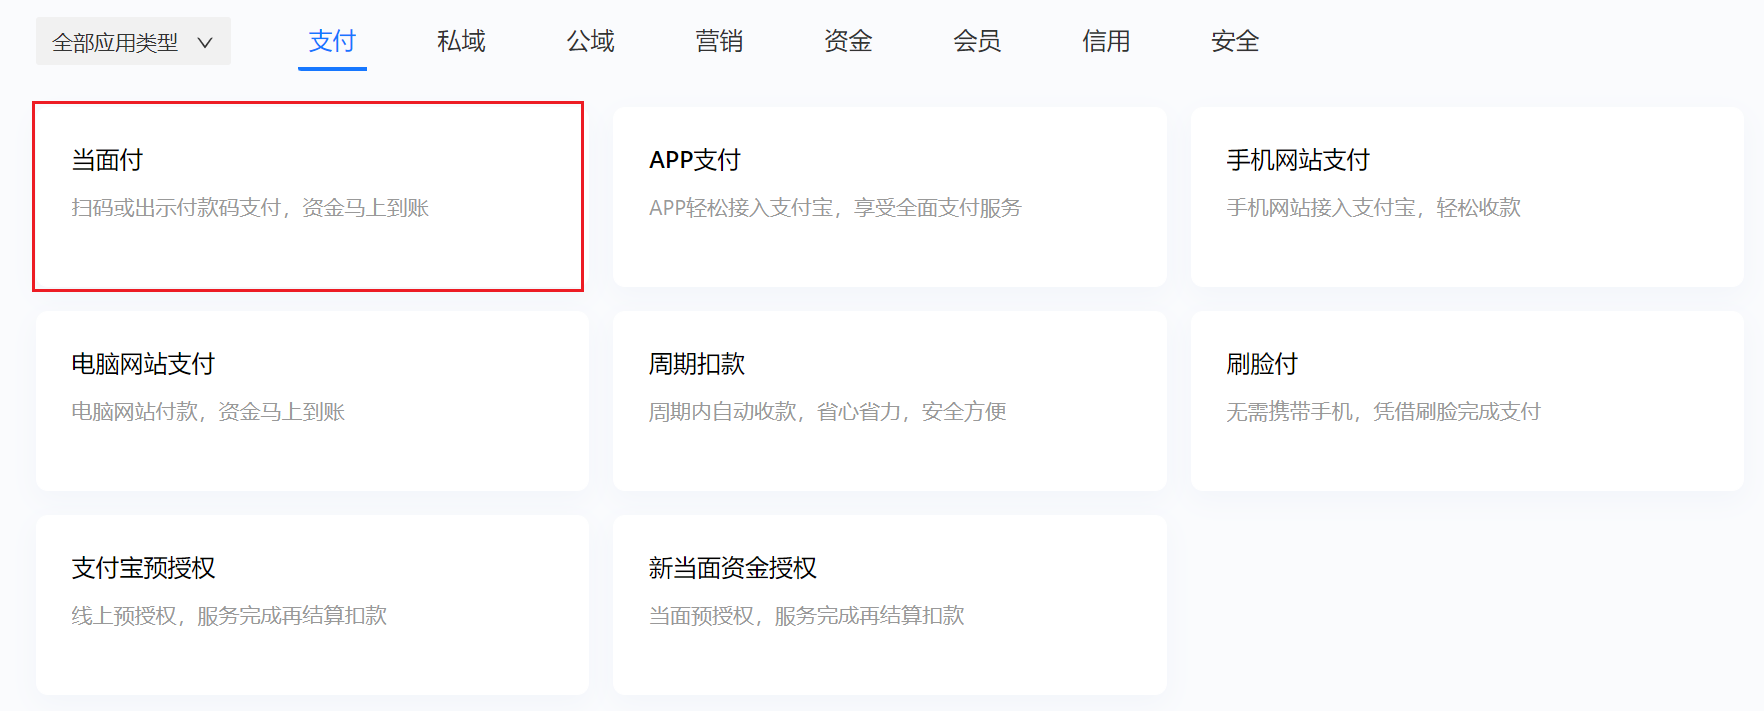 全部应用类型 支付 私域 公域 营销 资金 会员 信用 安全
当面付
扫码或出示付款码支付，资金马上到账
APP支付
APP轻松接入支付宝，享受全面支付服务
手机网站支付
手机网站接入支付宝，轻松收款
电脑网站支付
电脑网站付款，资金马上到账
周期扣款
周期内自动收款，省心省力，安全方便
刷脸付
无需携带手机，凭借刷脸完成支付
支付宝预授权
线上预授权，服务完成再结算扣款
新当面资金授权
当面预授权，服务完成再结算扣款